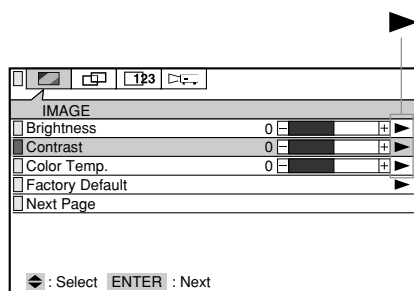 123
IMAGE
Brightness 0 - +
Contrast 0 - +
Color Temp. 0 - +
Factory Default
Next Page
: Select ENTER : Next